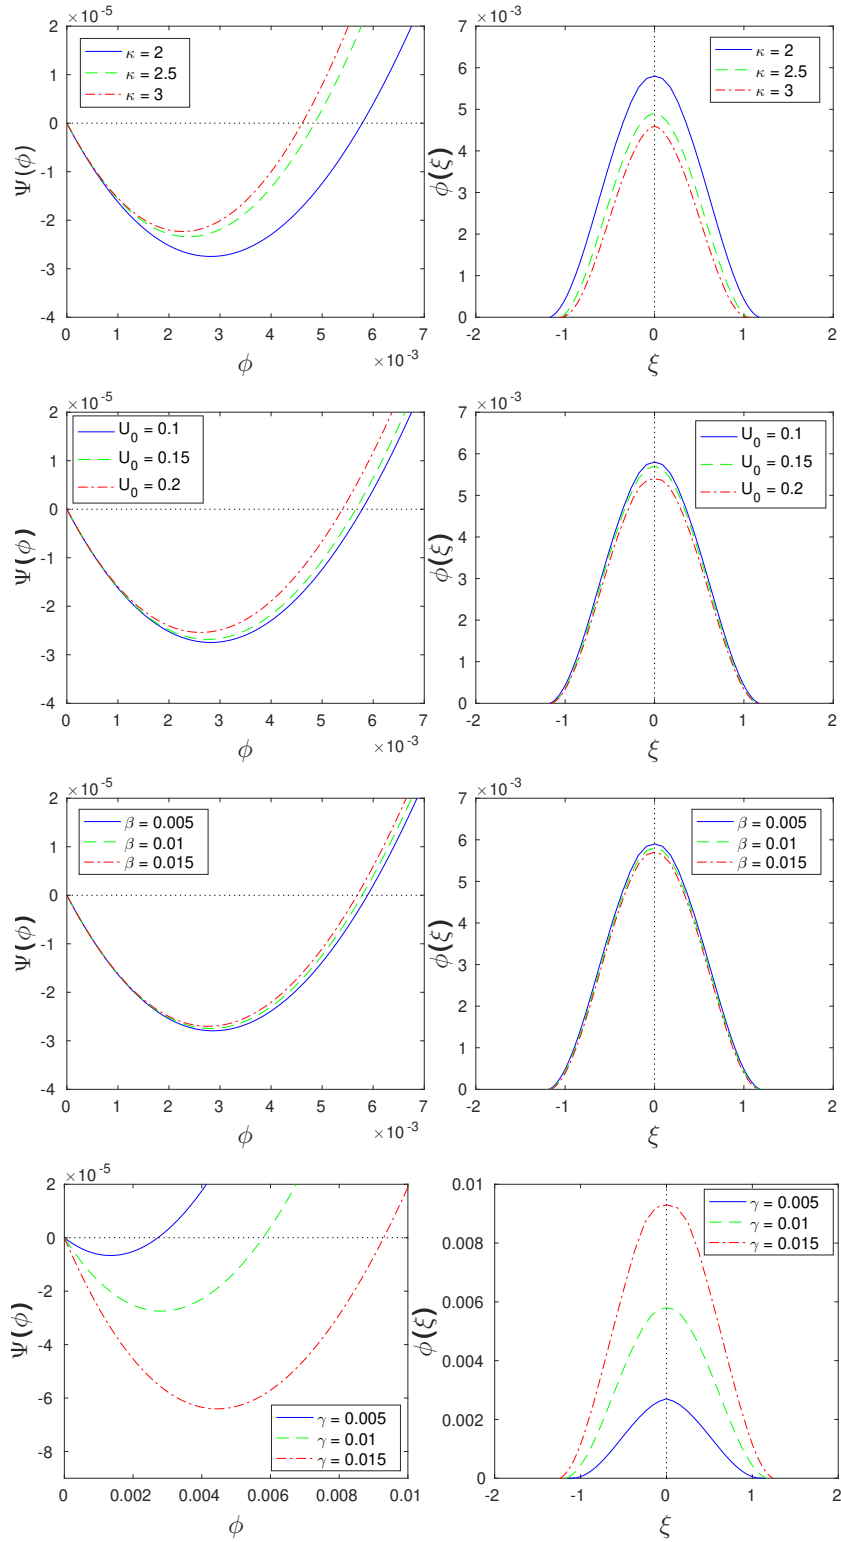 ×10 -5
2
1
0
-1
-2
-3
-4
Ψ(ϕ)
κ = 2
κ = 2.5
κ = 3
0 1 2 3 4 5 6 7
ϕ
×10 -3
×10 -3
7
6
5
4
3
2
1
0
ϕ(ξ)
κ = 2
κ = 2.5
κ = 3
-2 -1 0 1 2
ξ
×10 -5
2
1
0
-1
-2
-3
-4
Ψ(ϕ)
U0 = 0.1
U0 = 0.15
U0 = 0.2
0 1 2 3 4 5 6 7
ϕ
×10 -3
×10 -3
7
6
5
4
3
2
1
0
ϕ(ξ)
U0 = 0.1
U0 = 0.15
U0 = 0.2
-2 -1 0 1 2
ξ
×10 -5
2
1
0
-1
-2
-3
-4
Ψ(ϕ)
β = 0.005
β = 0.01
β = 0.015
0 1 2 3 4 5 6 7
ϕ
×10 -3
×10 -3
7
6
5
4
3
2
1
0
ϕ(ξ)
β = 0.005
β = 0.01
β = 0.015
-2 -1 0 1 2
ξ
×10 -5
2
0
-2
-4
-6
-8
Ψ(ϕ)
γ = 0.005
γ = 0.01
γ = 0.015
0 0.002 0.004 0.006 0.008 0.01
ϕ
0.01
0.008
0.006
0.004
0.002
0
ϕ(ξ)
γ = 0.005
γ = 0.01
γ = 0.015
-2 -1 0 1 2
ξ